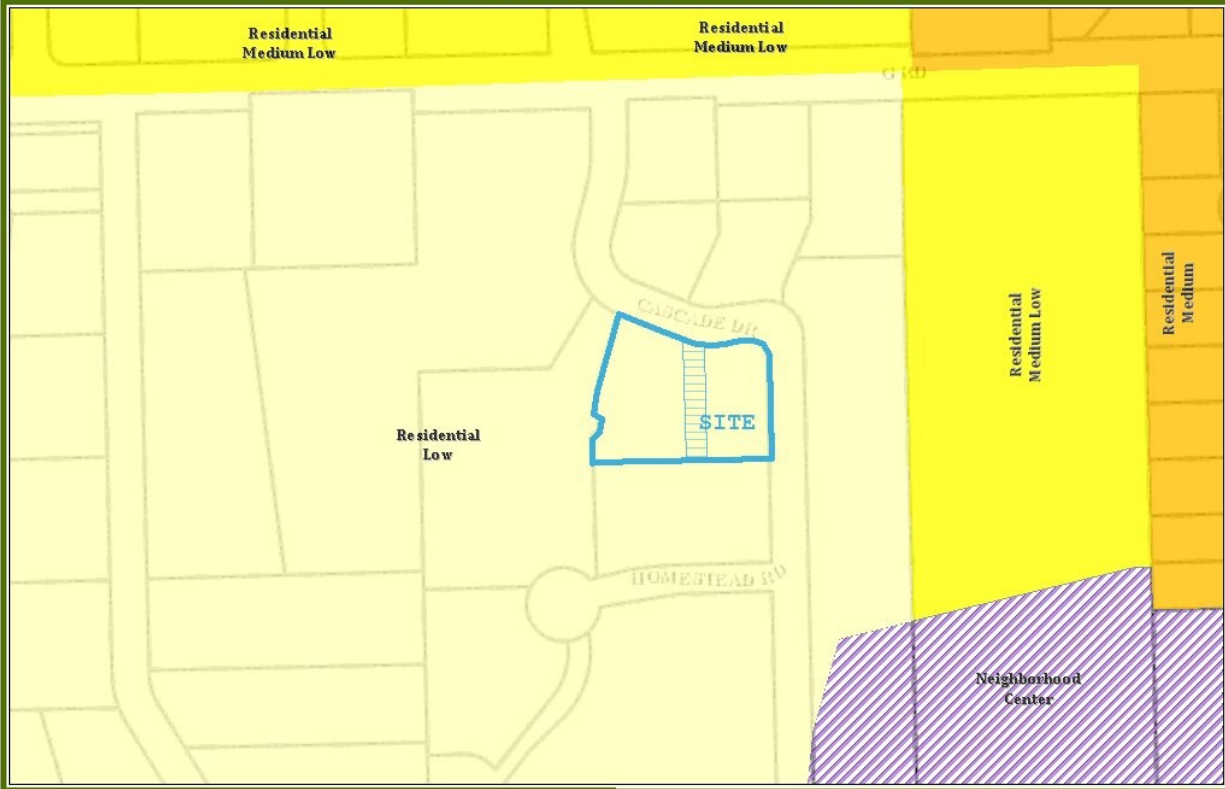 Residential
Medium Low
Residential
Medium Low
G RD
Residential
Medium Low
Residential
Medium
CASCADE DR
SITE
Residential
Low
HOMESTEAD RD
Neighborhood
Center